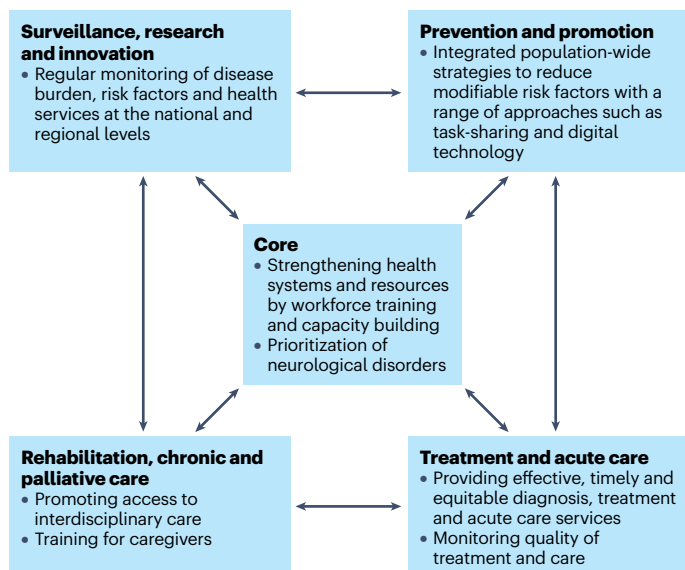 Surveillance, research
and innovation
• Regular monitoring of disease
burden, risk factors and health
services at the national and
regional levels
Prevention and promotion
• Integrated population-wide
strategies to reduce
modifiable risk factors with a
range of approaches such as
task-sharing and digital
technology
Core
• Strengthening health
systems and resources
by workforce training
and capacity building
• Prioritization of
neurological disorders
Rehabilitation, chronic and
palliative care
• Promoting access to
interdisciplinary care
• Training for caregivers
Treatment and acute care
• Providing effective, timely and
equitable diagnosis, treatment
and acute care services
• Monitoring quality of
treatment and care